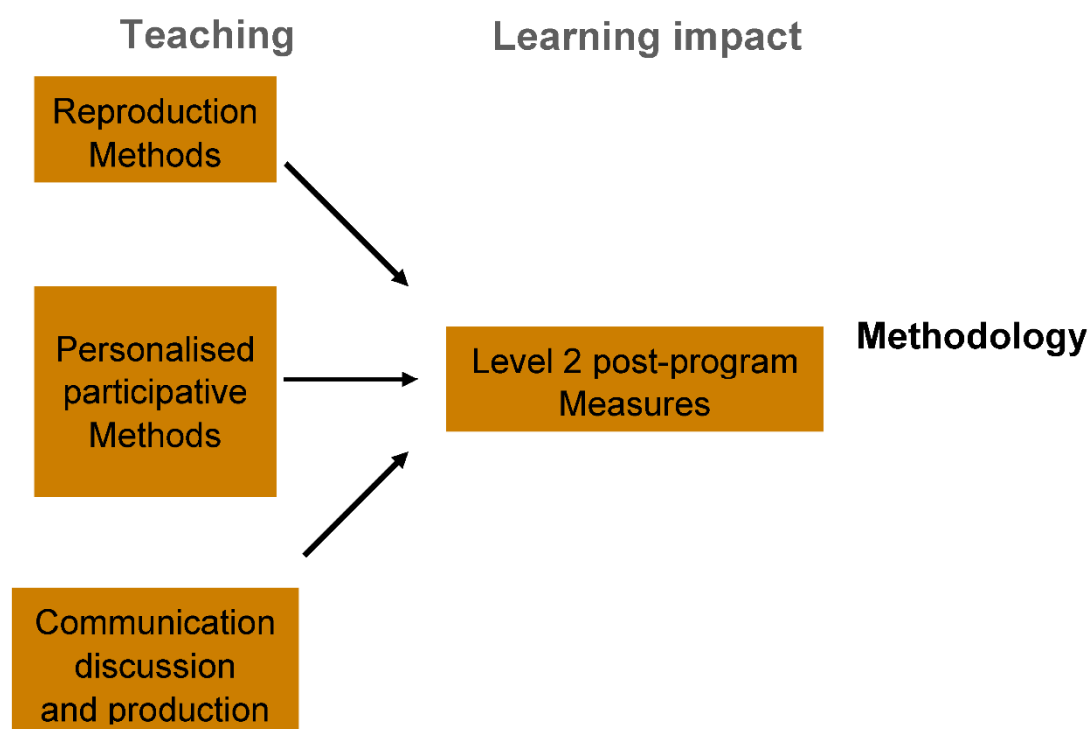 Teaching
Learning impact
Reproduction
Methods
Personalised
participative
Methods
Level 2 post-program
Measures
Methodology
Communication
discussion
and production